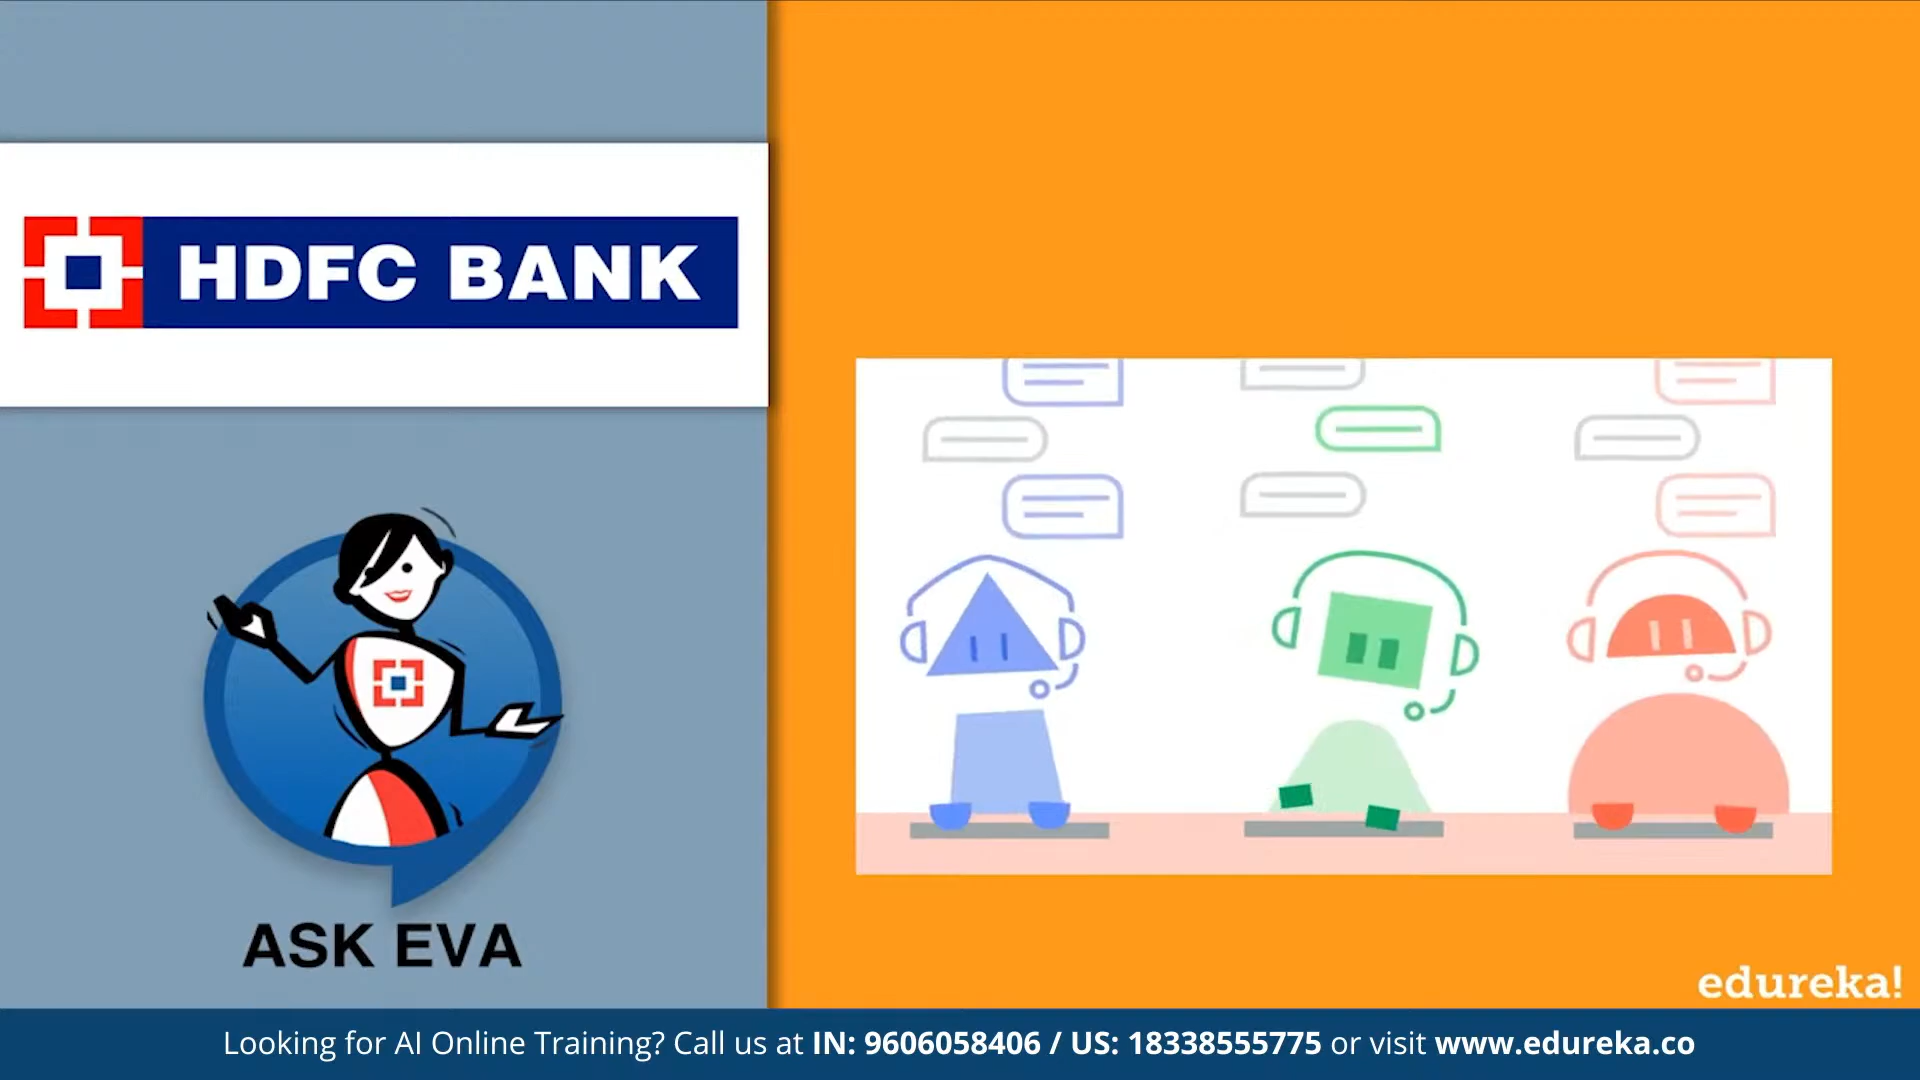 HDFC BANK
ASK EVA
edureka!
Looking for AI Online Training? Call us at IN: 9606058406 / US: 18338555775 or visit www.edureka.co